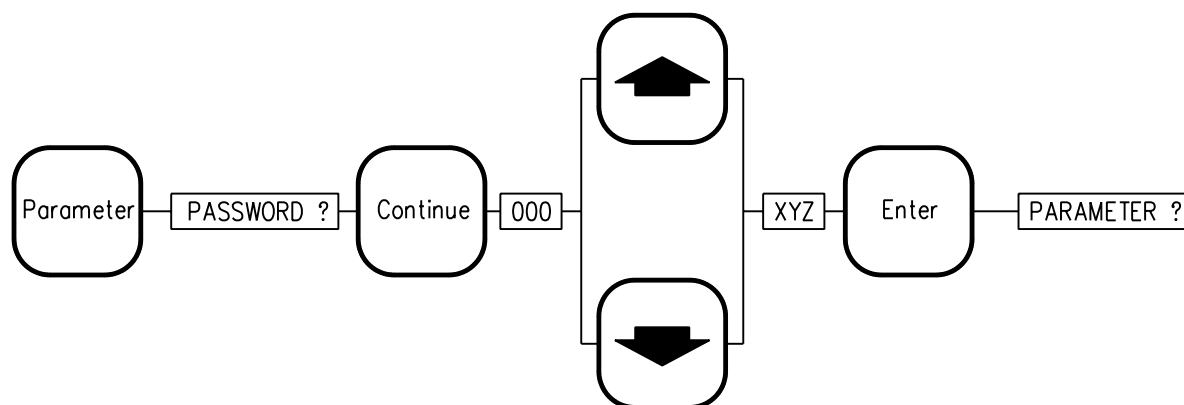 Parameter
PASSWORD ?
Continue
000
XYZ
Enter
PARAMETER ?